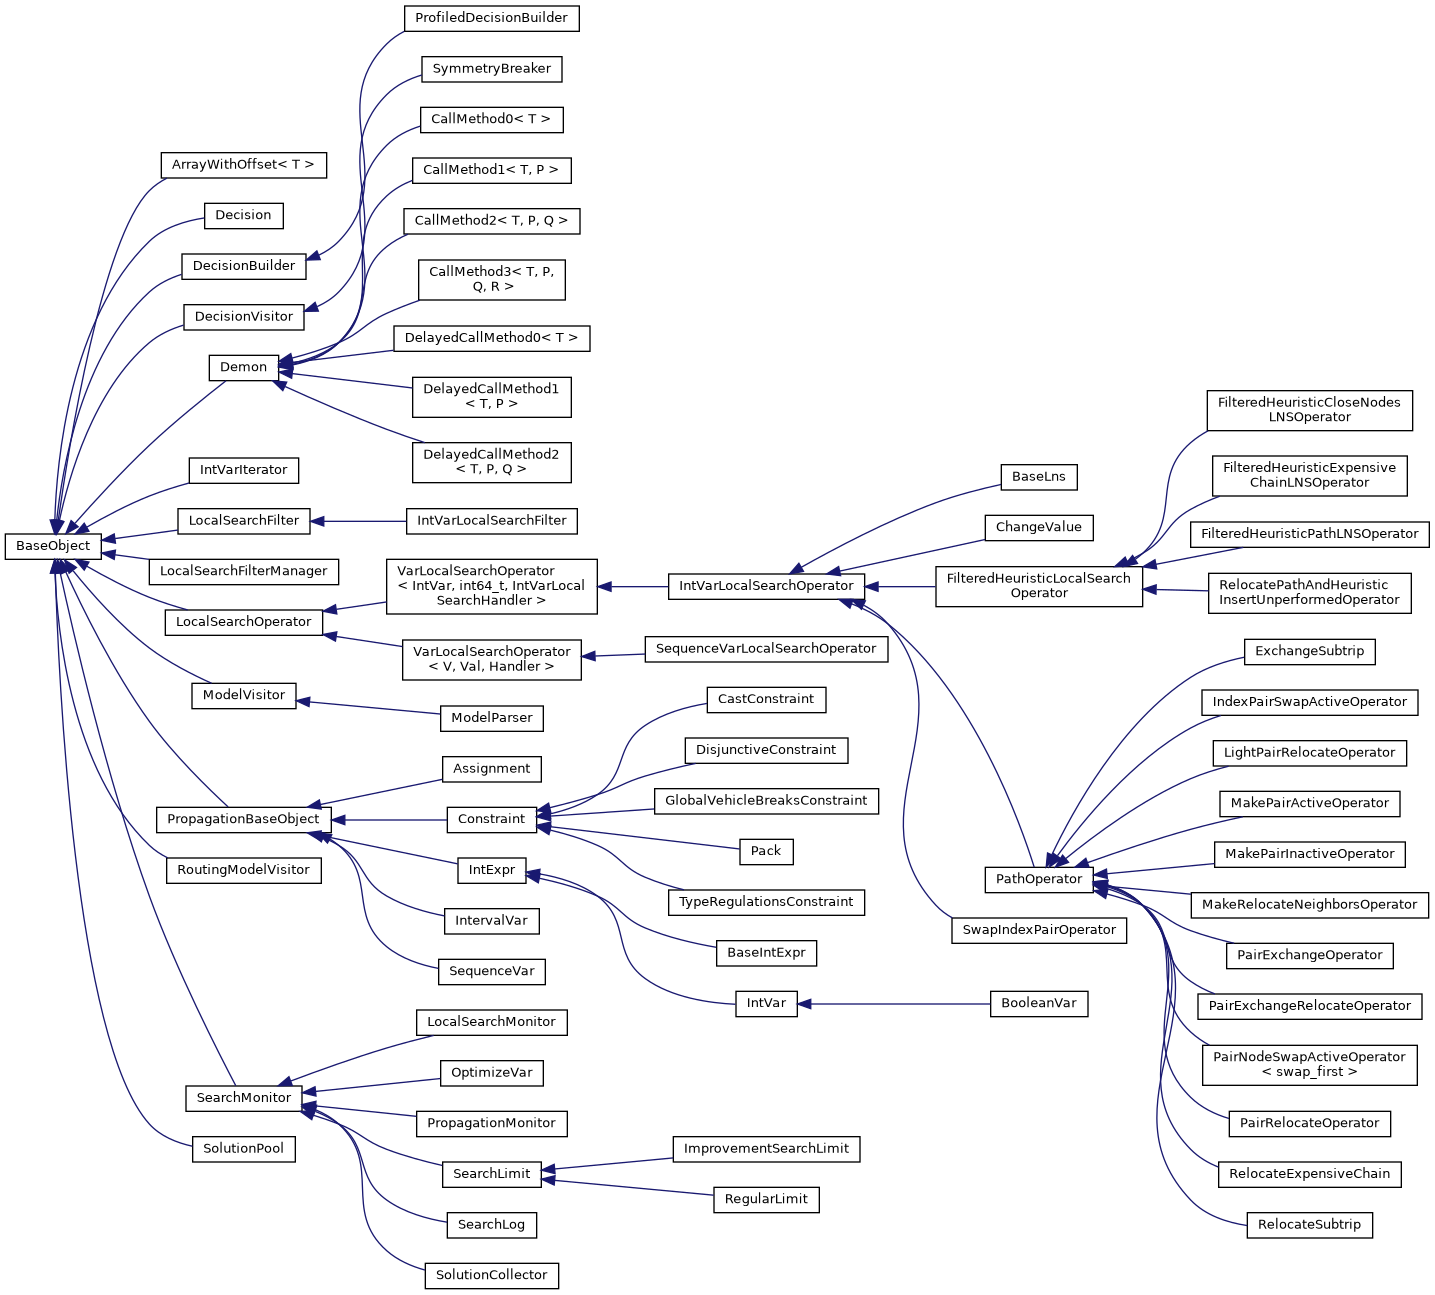 ProfiledDecisionBuilder
SymmetryBreaker
CallMethod0< T >
ArrayWithOffset< T >
CallMethod1< T, P >
Decision
CallMethod2< T, P, Q >
DecisionBuilder
CallMethod3< T, P,
Q, R >
DecisionVisitor
DelayedCallMethod0< T >
Demon
DelayedCallMethod1
< T, P >
DelayedCallMethod2
< T, P, Q >
IntVarIterator
LocalSearchFilter
IntVarLocalSearchFilter
BaseObject
LocalSearchFilterManager
VarLocalSearchOperator
< IntVar, int64_t, IntVarLocal
SearchHandler >
LocalSearchOperator
VarLocalSearchOperator
< V, Val, Handler >
SequenceVarLocalSearchOperator
IntVarLocalSearchOperator
BaseLns
ChangeValue
FilteredHeuristicLocalSearch
Operator
FilteredHeuristicCloseNodes
LNSOperator
FilteredHeuristicExpensive
ChainLNSOperator
FilteredHeuristicPathLNSOperator
RelocatePathAndHeuristic
InsertUnperformedOperator
ModelVisitor
ModelParser
Assignment
PropagationBaseObject
Constraint
CastConstraint
DisjunctiveConstraint
GlobalVehicleBreaksConstraint
Pack
TypeRegulationsConstraint
RoutingModelVisitor
IntExpr
IntervalVar
SequenceVar
BaseIntExpr
IntVar
BooleanVar
PathOperator
SwapIndexPairOperator
ExchangeSubtrip
IndexPairSwapActiveOperator
LightPairRelocateOperator
MakePairActiveOperator
MakePairInactiveOperator
MakeRelocateNeighborsOperator
PairExchangeOperator
PairExchangeRelocateOperator
PairNodeSwapActiveOperator
< swap_first >
PairRelocateOperator
RelocateExpensiveChain
RelocateSubtrip
LocalSearchMonitor
OptimizeVar
SearchMonitor
PropagationMonitor
SolutionPool
SearchLimit
ImprovementSearchLimit
RegularLimit
SearchLog
SolutionCollector